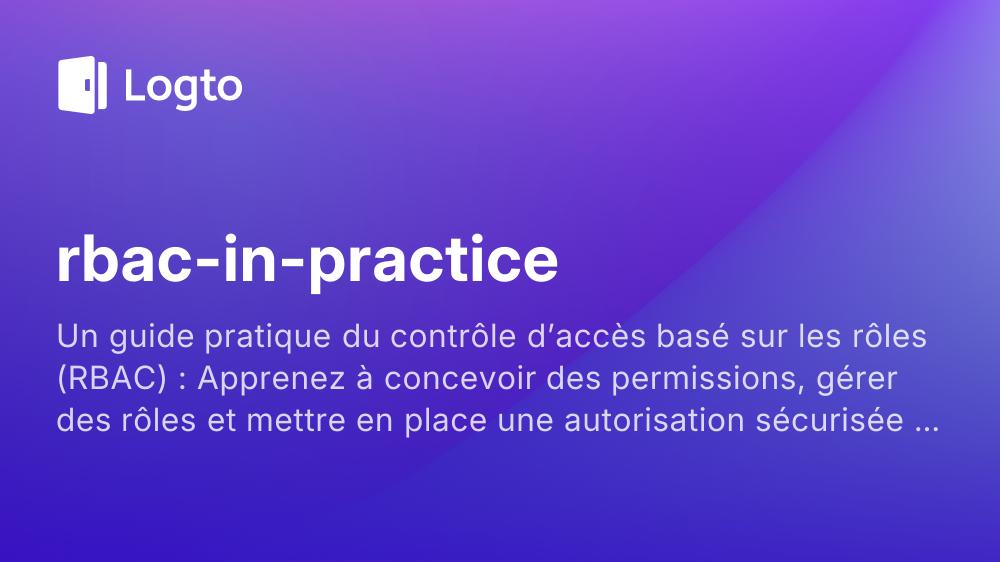 Logto
rbac-in-practice
Un guide pratique du contrôle d’accès basé sur les rôles
(RBAC) : Apprenez à concevoir des permissions, gérer
des rôles et mettre en place une autorisation sécurisée ...